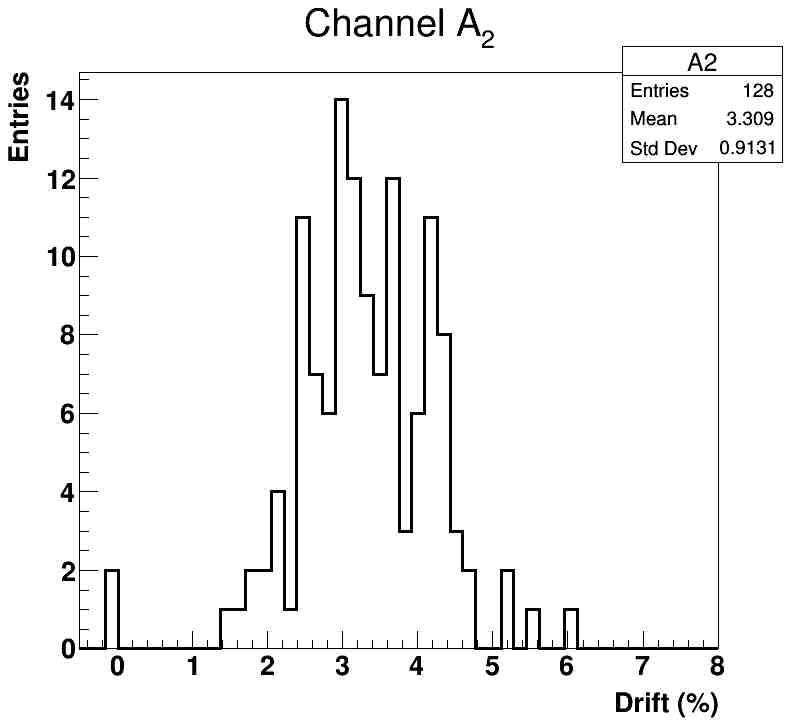 Channel A₂
A2
Entries 128
Mean 3.309
Std Dev 0.9131
Entries
14
12
10
8
6
4
2
0
0 1 2 3 4 5 6 7 8
Drift (%)